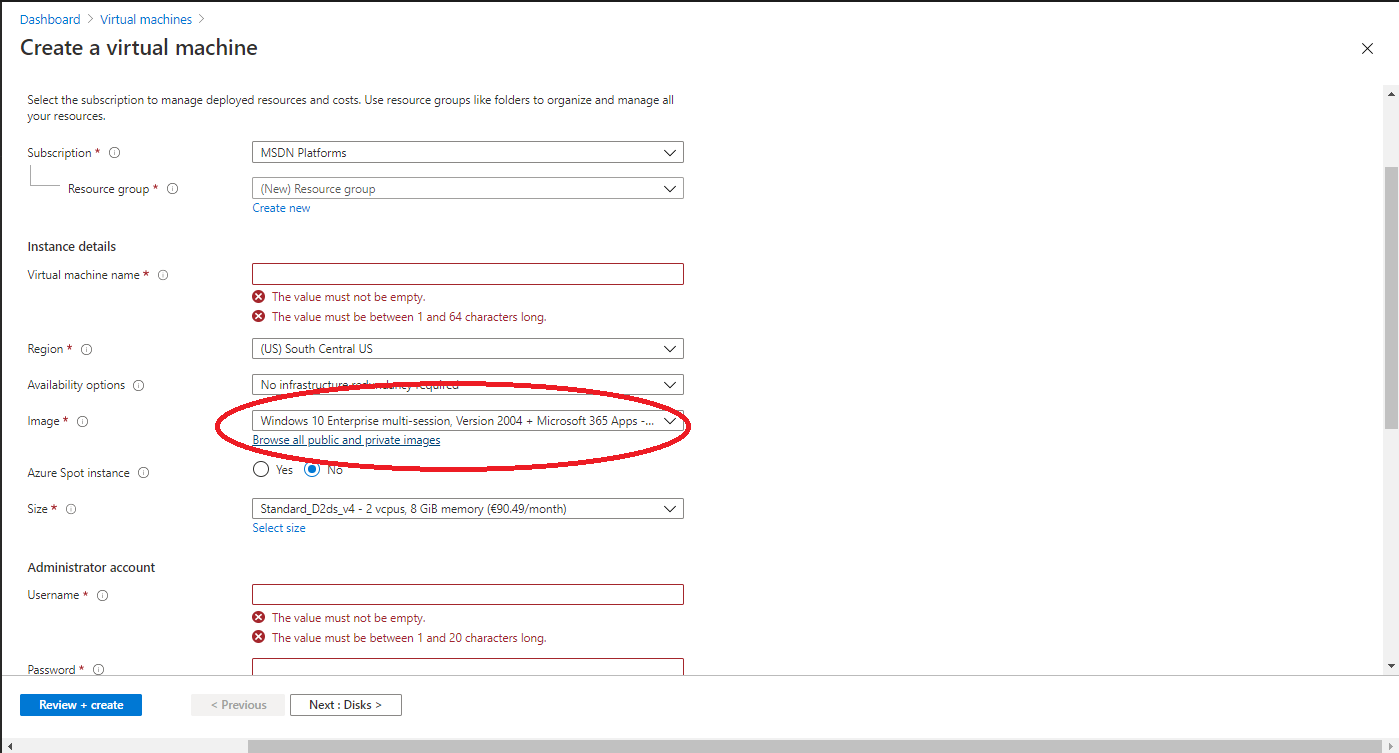 Dashboard > Virtual machines >
Create a virtual machine
Select the subscription to manage deployed resources and costs. Use resource groups like folders to organize and manage all
your resources.
Subscription * MSDN Platforms
Resource group * (New) Resource group
Create new
Instance details
Virtual machine name *
The value must not be empty.
The value must be between 1 and 64 characters long.
Region * (US) South Central US
Availability options No infrastructure redundancy required
Image * Windows 10 Enterprise multi-session, Version 2004 + Microsoft 365 Apps -...
Browse all public and private images
Azure Spot instance Yes No
Size * Standard_D2ds_v4 - 2 vcpus, 8 GiB memory (€90.49/month)
Select size
Administrator account
Username *
The value must not be empty.
The value must be between 1 and 20 characters long.
Password *
Review + create < Previous Next : Disks >